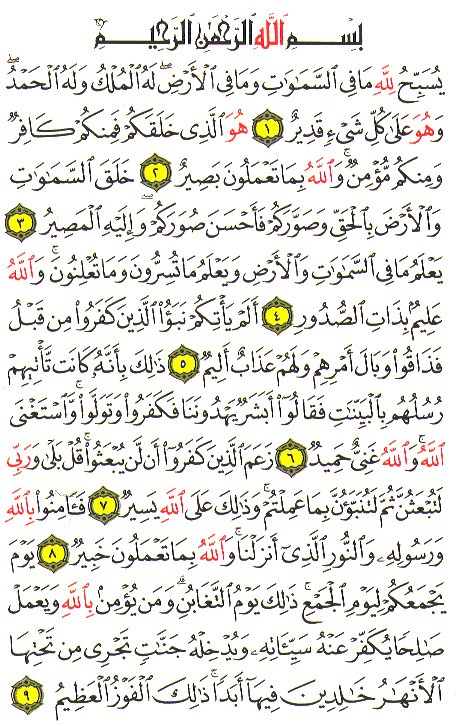 بِسْمِ ٱللَّهِ ٱلرَّحْمَٰنِ ٱلرَّحِيمِ
يُسَبِّحُ لِلَّهِ مَا فِى ٱلسَّمَٰوَٰتِ وَمَا فِى ٱلْأَرْضِ ۖ لَهُ ٱلْمُلْكُ وَلَهُ ٱلْحَمْدُ ۖ
وَهُوَ عَلَىٰ كُلِّ شَىْءٍ قَدِيرٌ ١ هُوَ ٱلَّذِى خَلَقَكُمْ فَمِنكُمْ كَافِرٌ
وَمِنكُم مُّؤْمِنٌ ۚ وَٱللَّهُ بِمَا تَعْمَلُونَ بَصِيرٌ ٢ خَلَقَ ٱلسَّمَٰوَٰتِ
وَٱلْأَرْضَ بِٱلْحَقِّ وَصَوَّرَكُمْ فَأَحْسَنَ صُوَرَكُمْ ۖ وَإِلَيْهِ ٱلْمَصِيرُ ٣
يَعْلَمُ مَا فِى ٱلسَّمَٰوَٰتِ وَٱلْأَرْضِ وَيَعْلَمُ مَا تُسِرُّونَ وَمَا تُعْلِنُونَ ۚ وَٱللَّهُ
عَلِيمٌۢ بِذَاتِ ٱلصُّدُورِ ٤ أَلَمْ يَأْتِكُمْ نَبَؤُا۟ ٱلَّذِينَ كَفَرُوا۟ مِن قَبْلُ
فَذَاقُوا۟ وَبَالَ أَمْرِهِمْ وَلَهُمْ عَذَابٌ أَلِيمٌ ٥ ذَٰلِكَ بِأَنَّهُۥ كَانَت تَّأْتِيهِمْ
رُسُلُهُم بِٱلْبَيِّنَٰتِ فَقَالُوٓا۟ أَبَشَرٌ يَهْدُونَنَا فَكَفَرُوا۟ وَتَوَلَّوا۟ ۚ وَّٱسْتَغْنَى
ٱللَّهُ ۚ وَٱللَّهُ غَنِىٌّ حَمِيدٌ ٦ زَعَمَ ٱلَّذِينَ كَفَرُوٓا۟ أَن لَّن يُبْعَثُوا۟ ۚ قُلْ بَلَىٰ وَرَبِّى
لَتُبْعَثُنَّ ثُمَّ لَتُنَبَّؤُنَّ بِمَا عَمِلْتُمْ ۚ وَذَٰلِكَ عَلَى ٱللَّهِ يَسِيرٌ ٧ فَـَٔامِنُوا۟ بِٱللَّهِ
وَرَسُولِهِۦ وَٱلنُّورِ ٱلَّذِىٓ أَنزَلْنَا ۚ وَٱللَّهُ بِمَا تَعْمَلُونَ خَبِيرٌ ٨ يَوْمَ
يَجْمَعُكُمْ لِيَوْمِ ٱلْجَمْعِ ۖ ذَٰلِكَ يَوْمُ ٱلتَّغَابُنِ ۗ وَمَن يُؤْمِنۢ بِٱللَّهِ وَيَعْمَلْ
صَٰلِحًا يُكَفِّرْ عَنْهُ سَيِّـَٔاتِهِۦ وَيُدْخِلْهُ جَنَّٰتٍ تَجْرِى مِن تَحْتِهَا
ٱلْأَنْهَٰرُ خَٰلِدِينَ فِيهَآ أَبَدًا ۚ ذَٰلِكَ ٱلْفَوْزُ ٱلْعَظِيمُ ٩